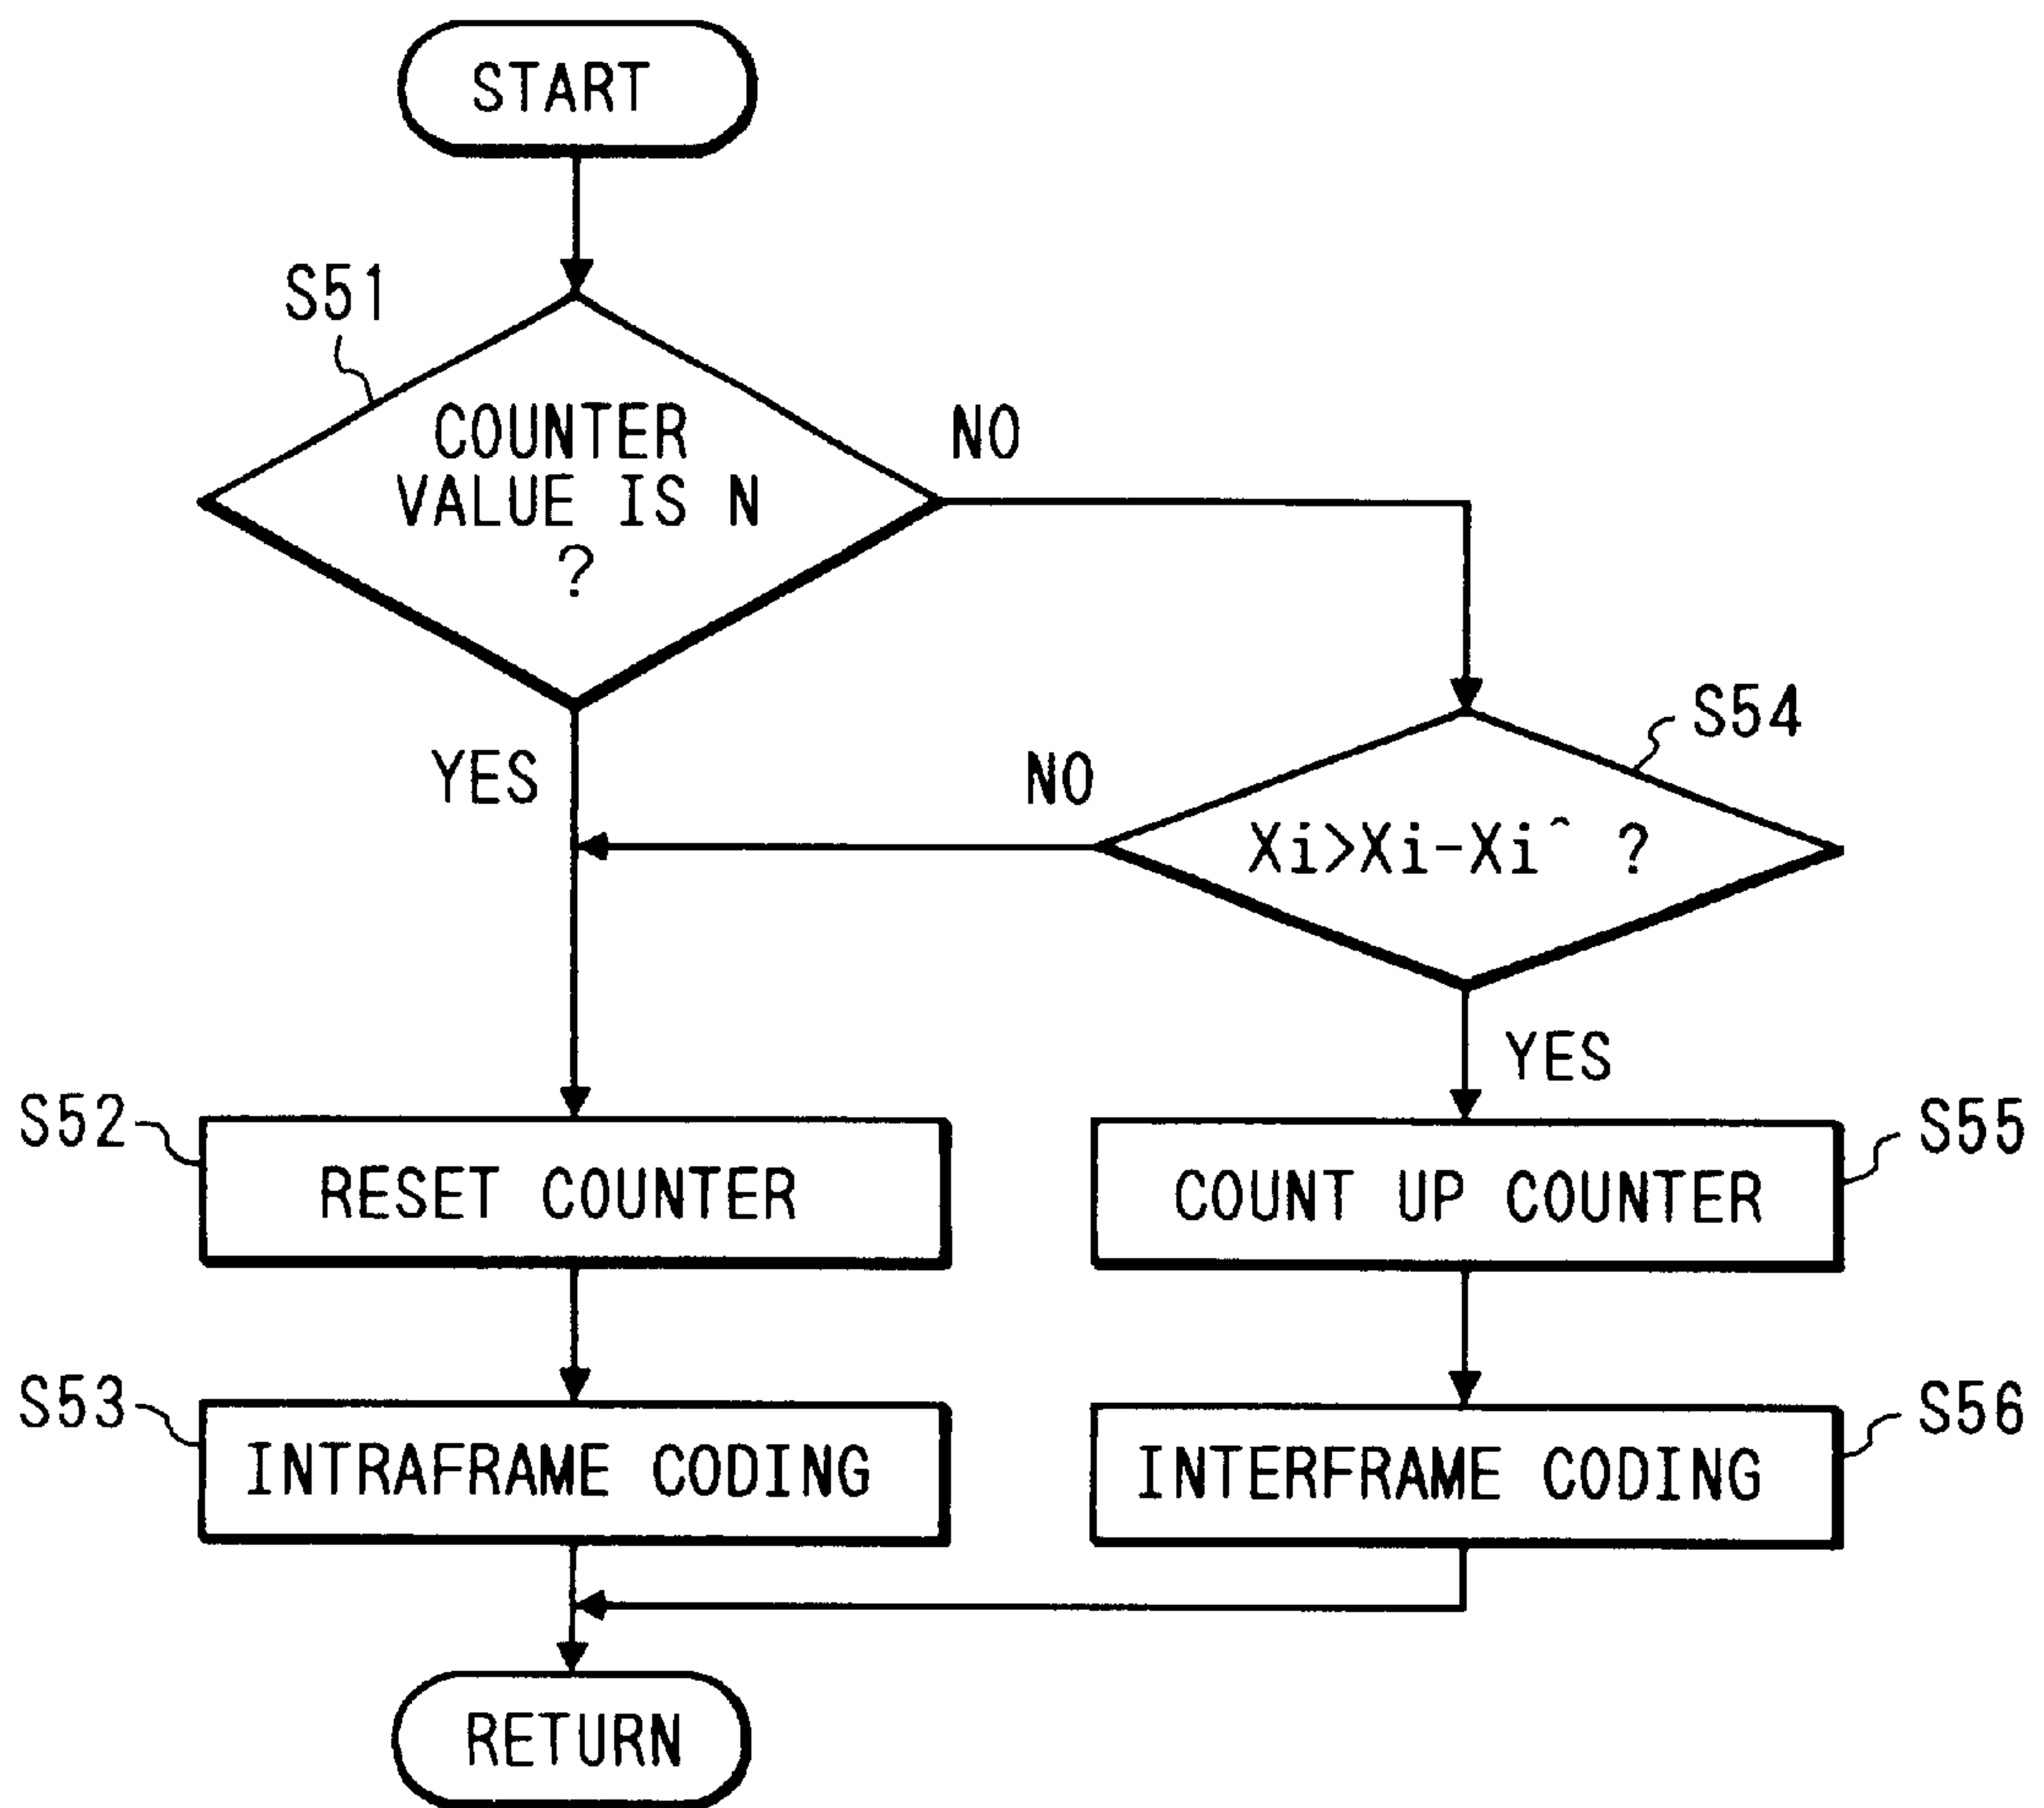 START
S51
COUNTER
VALUE IS N
?
NO
YES
S54
NO
Xi>Xi-Xi^ ?
YES
S52
RESET COUNTER
S55
COUNT UP COUNTER
S53
INTRAFRAME CODING
S56
INTERFRAME CODING
RETURN